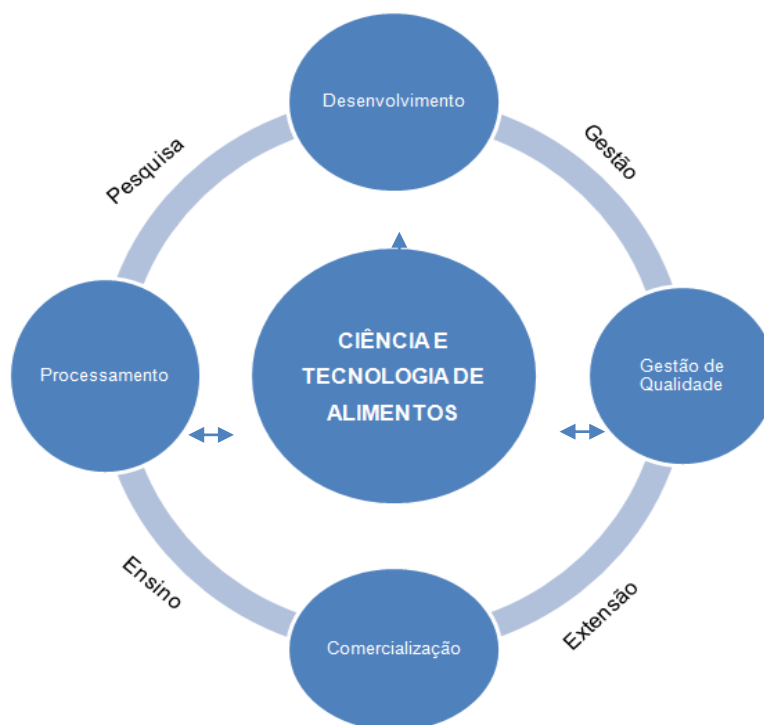 Desenvolvimento
Pesquisa
Gestão
CIÊNCIA E
TECNOLOGIA DE
ALIMENTOS
Processamento
Gestão de
Qualidade
Ensino
Extensão
Comercialização